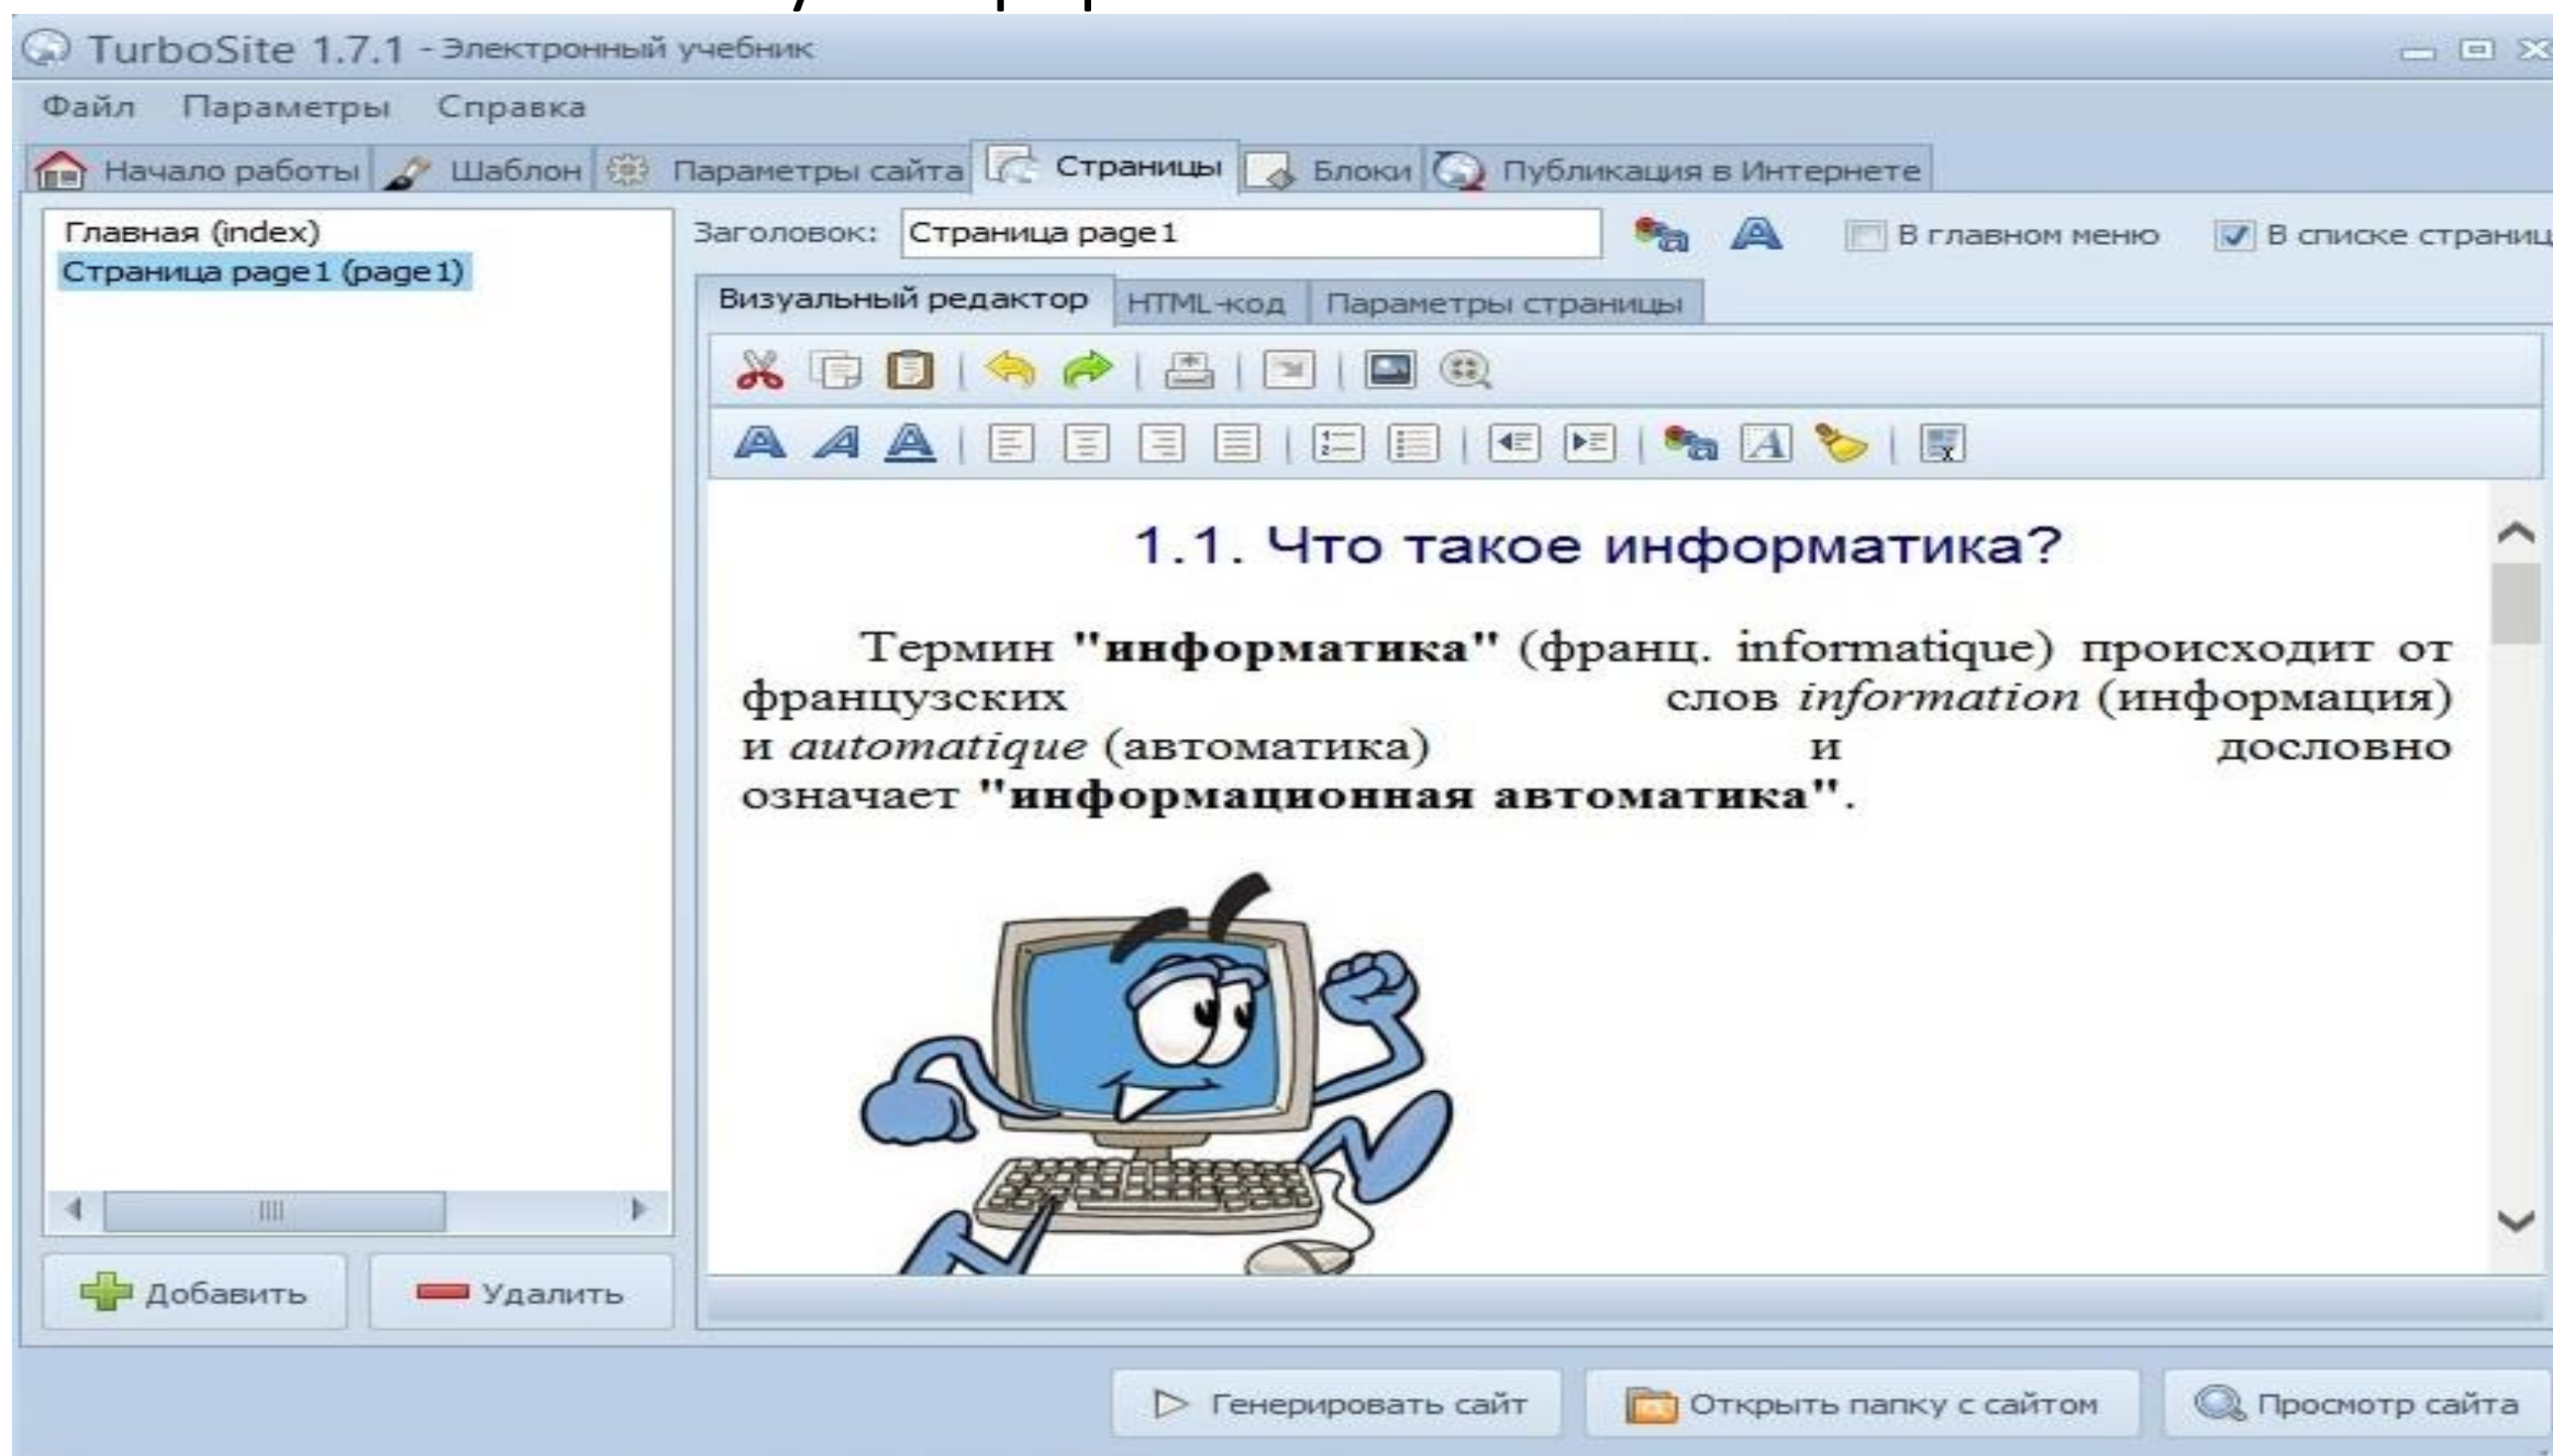 TurboSite 1.7.1 - Электронный учебник
Файл Параметры Справка
Начало работы Шаблон Параметры сайта Страницы Блоки Публикация в Интернете
Главная (index)
Страница page1 (page1)
Заголовок: Страница page1 В главном меню В списке страниц
Визуальный редактор HTML-код Параметры страницы
1.1. Что такое информатика?
Термин "информатика" (франц. informatique) происходит от
французских слов information (информация)
и automatique (автоматика) и дословно
означает "информационная автоматика".
Добавить Удалить
Генерировать сайт Открыть папку с сайтом Просмотр сайта